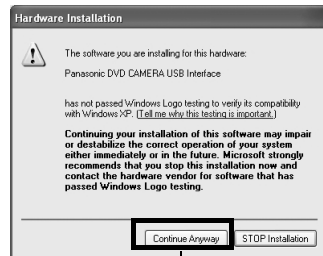 Hardware Installation
The software you are installing for this hardware:
Panasonic DVD CAMERA USB Interface
has not passed Windows Logo testing to verify its compatibility
with Windows XP. (Tell me why this testing is important.)
Continuing your installation of this software may impair
or destabilize the correct operation of your system
either immediately or in the future. Microsoft strongly
recommends that you stop this installation now and
contact the hardware vendor for software that has
passed Windows Logo testing.
Continue Anyway
STOP Installation